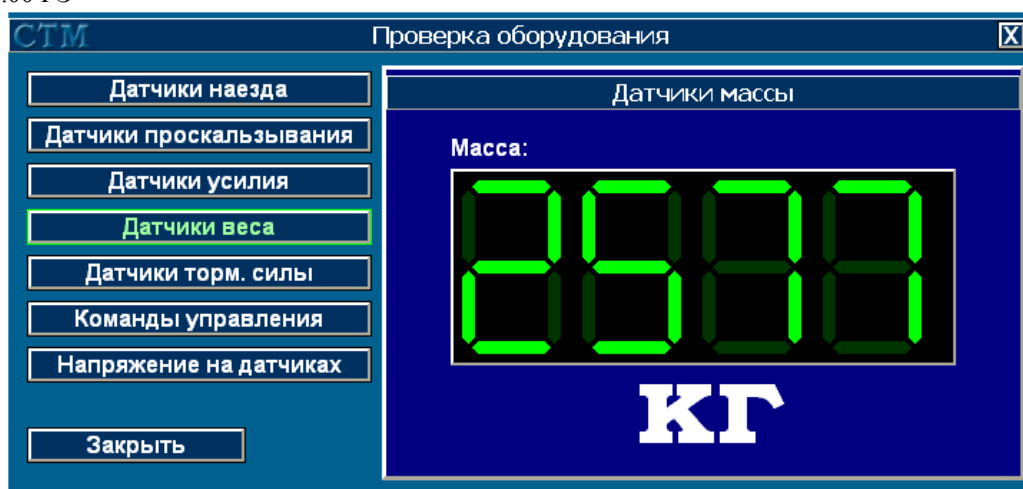 СТМ Проверка оборудования X
Датчики наезда
Датчики проскальзывания
Датчики усилия
Датчики веса
Датчики торм. силы
Команды управления
Напряжение на датчиках
Закрыть
Датчики массы
Масса:
2577
КГ